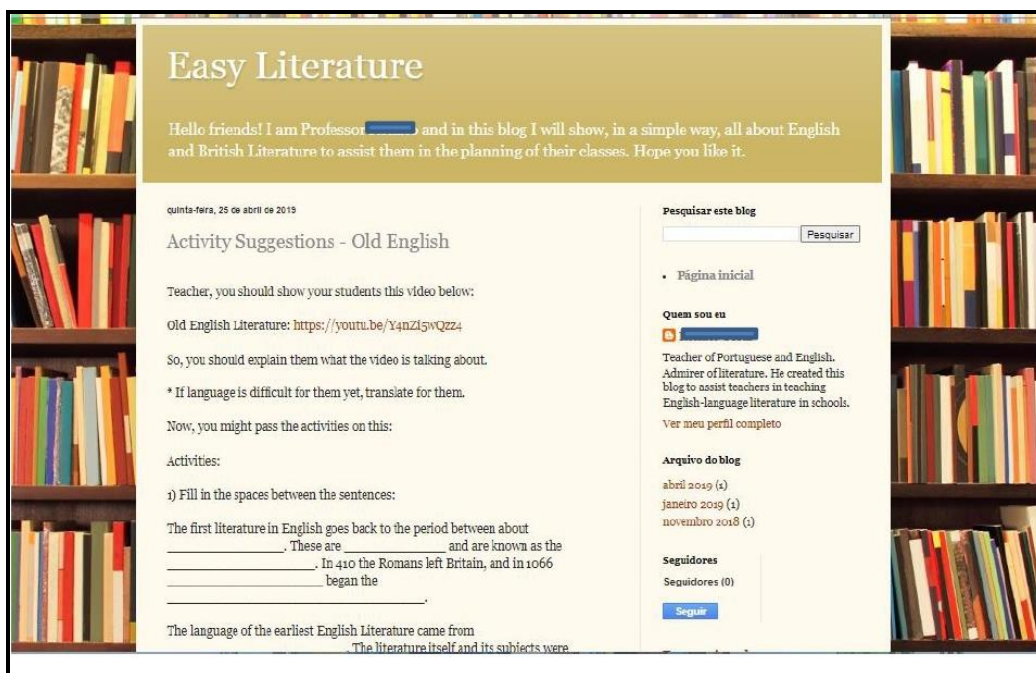 Easy Literature
Hello friends! I am Professor and in this blog I will show, in a simple way, all about English
and British Literature to assist them in the planning of their classes. Hope you like it.
quinta-feira, 25 de abril de 2019
Activity Suggestions - Old English
Teacher, you should show your students this video below:
Old English Literature: https://youtu.be/Y4nZi5wQzz4
So, you should explain them what the video is talking about.
* If language is difficult for them yet, translate for them.
Now, you might pass the activities on this:
Activities:
1) Fill in the spaces between the sentences:
The first literature in English goes back to the period between about
________________. These are ______________ and are known as the
____________________. In 410 the Romans left Britain, and in 1066
_____________________ began the
___________________________________.
The language of the earliest English Literature came from
________________________. The literature itself and its subjects were
Pesquisar este blog
Pesquisar
• Página inicial
Quem sou eu
Teacher of Portuguese and English.
Admirer of literature. He created this
blog to assist teachers in teaching
English-language literature in schools.
Ver meu perfil completo
Arquivo do blog
abril 2019 (1)
janeiro 2019 (1)
novembro 2018 (1)
Seguidores
Seguidores (0)
Seguir